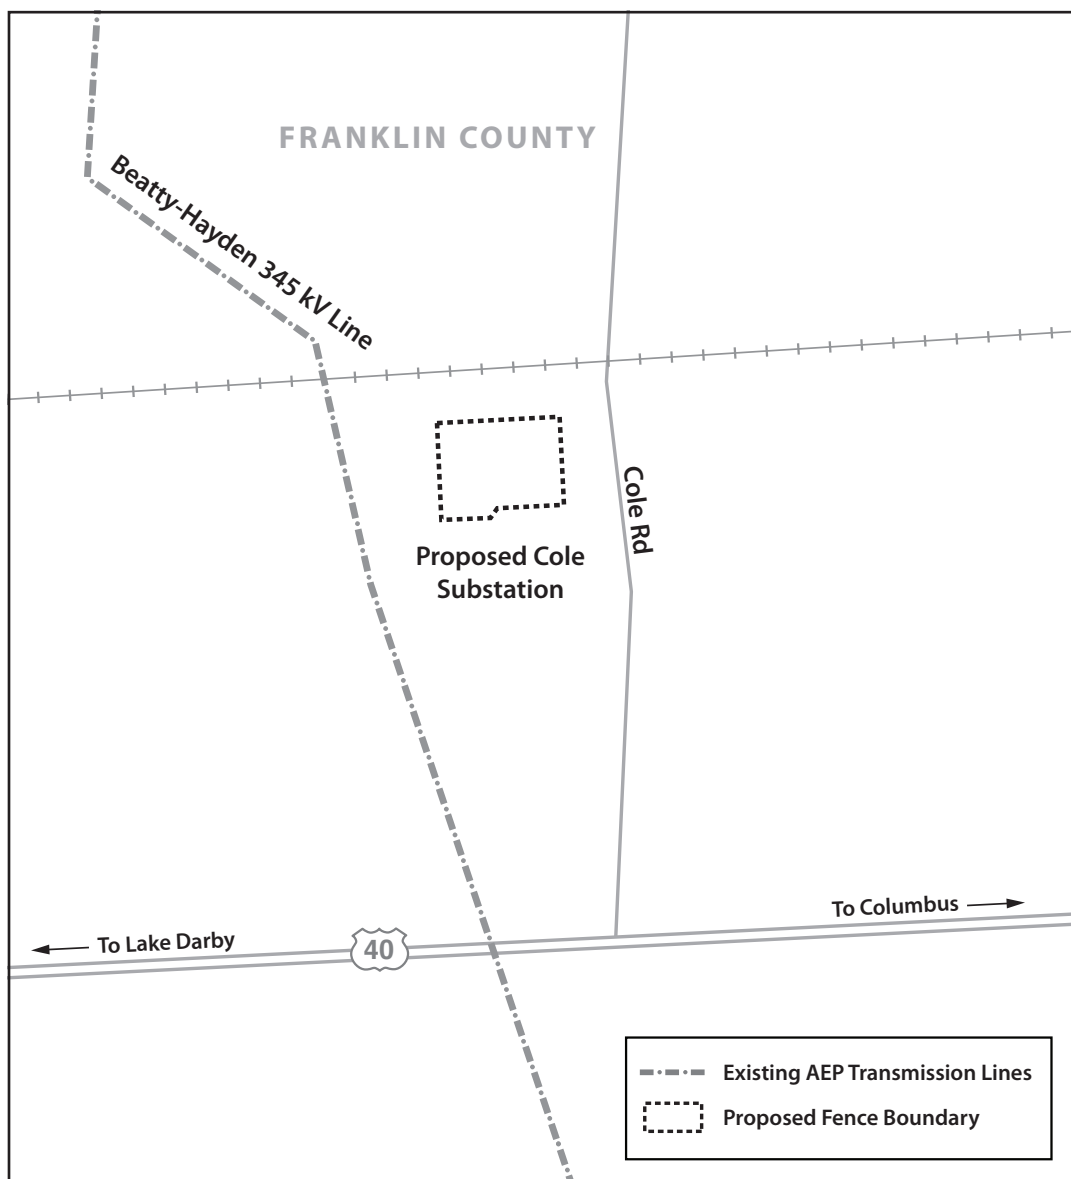 FRANKLIN COUNTY
Beatty-Hayden 345 kV Line
Cole Rd
Proposed Cole
Substation
To Columbus
To Lake Darby
40
Existing AEP Transmission Lines
Proposed Fence Boundary